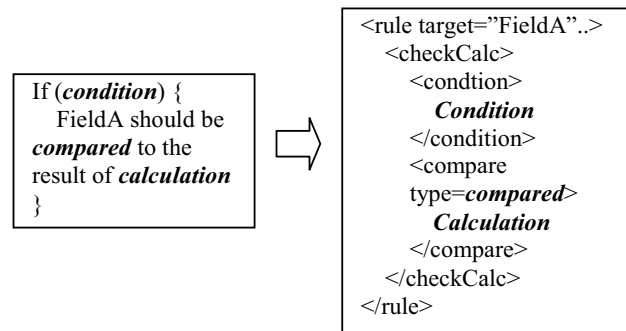 If (condition) {
FieldA should be
compared to the
result of calculation
}
<rule target=”FieldA”..>
<checkCalc>
<condtion>
Condition
</condition>
<compare
type=compared>
Calculation
</compare>
</checkCalc>
</rule>